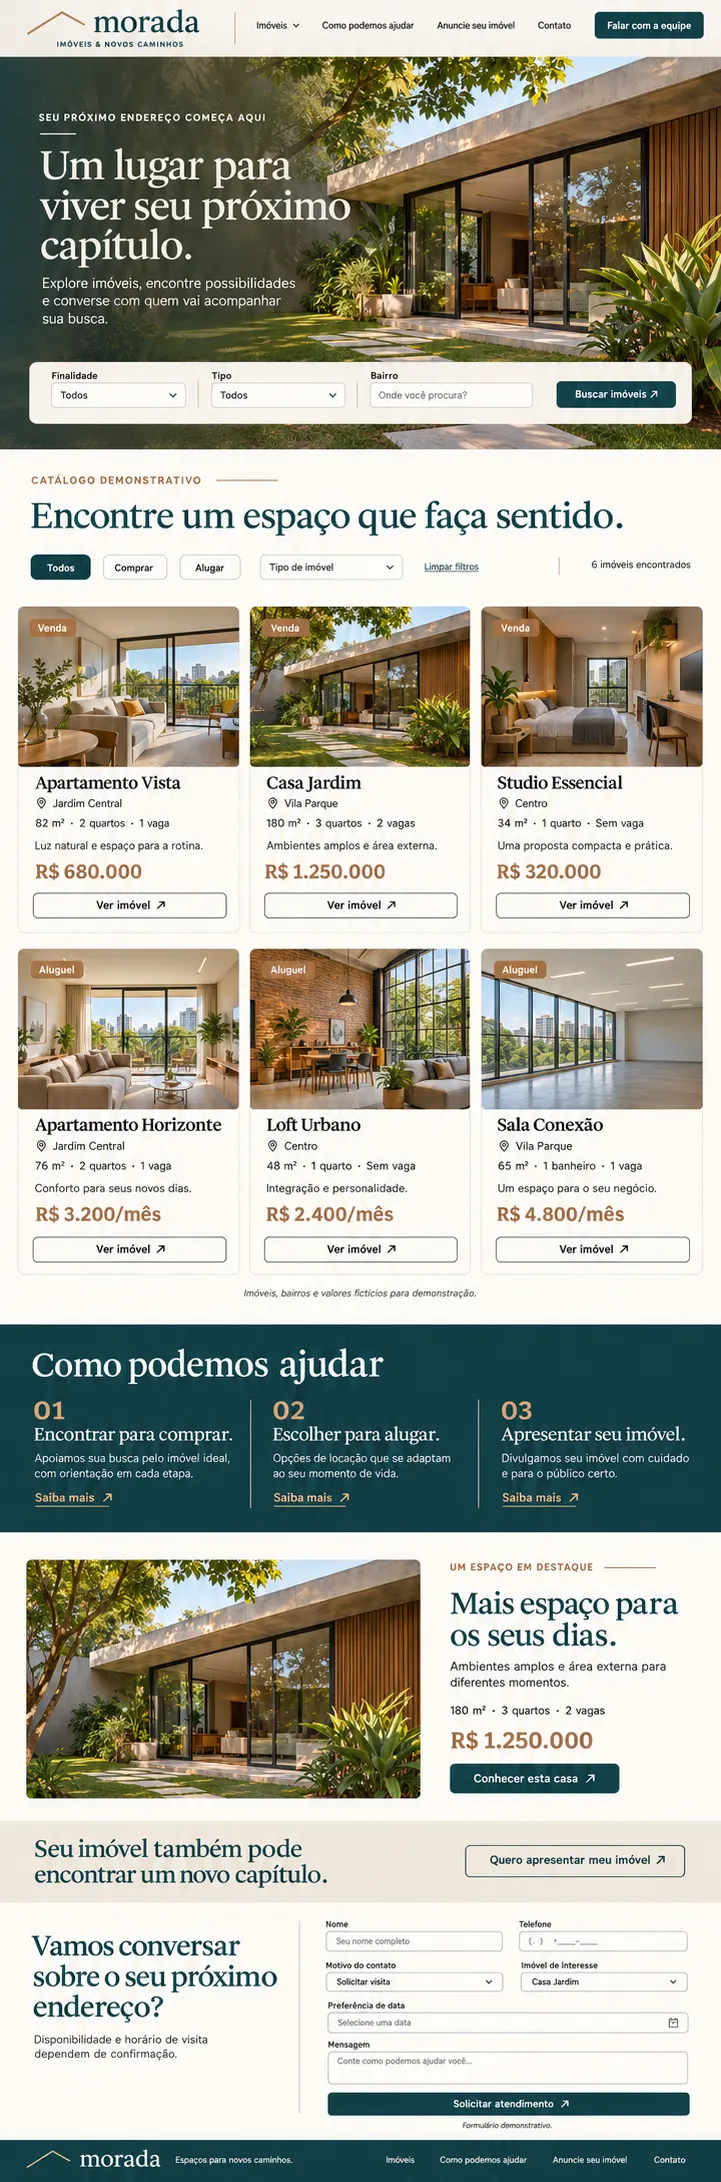 morada
IMÓVEIS & NOVOS CAMINHOS
Imóveis
Como podemos ajudar
Anuncie seu imóvel
Contato
Falar com a equipe
SEU PRÓXIMO ENDEREÇO COMEÇA AQUI
Um lugar para
viver seu próximo
capítulo.
Explore imóveis, encontre possibilidades
e converse com quem vai acompanhar
sua busca.
Finalidade
Todos
Tipo
Todos
Bairro
Onde você procura?
Buscar imóveis ↗
CATÁLOGO DEMONSTRATIVO
Encontre um espaço que faça sentido.
Todos
Comprar
Alugar
Tipo de imóvel
Limpar filtros
6 imóveis encontrados
Venda
Apartamento Vista
Jardim Central
82 m² · 2 quartos · 1 vaga
Luz natural e espaço para a rotina.
R$ 680.000
Ver imóvel ↗
Venda
Casa Jardim
Vila Parque
180 m² · 3 quartos · 2 vagas
Ambientes amplos e área externa.
R$ 1.250.000
Ver imóvel ↗
Venda
Studio Essencial
Centro
34 m² · 1 quarto · Sem vaga
Uma proposta compacta e prática.
R$ 320.000
Ver imóvel ↗
Aluguel
Apartamento Horizonte
Jardim Central
76 m² · 2 quartos · 1 vaga
Conforto para seus novos dias.
R$ 3.200/mês
Ver imóvel ↗
Aluguel
Loft Urbano
Centro
48 m² · 1 quarto · Sem vaga
Integração e personalidade.
R$ 2.400/mês
Ver imóvel ↗
Aluguel
Sala Conexão
Vila Parque
65 m² · 1 banheiro · 1 vaga
Um espaço para o seu negócio.
R$ 4.800/mês
Ver imóvel ↗
Imóveis, bairros e valores fictícios para demonstração.
Como podemos ajudar
01
Encontrar para comprar.
Apoiamos sua busca pelo imóvel ideal,
com orientação em cada etapa.
Saiba mais ↗
02
Escolher para alugar.
Opções de locação que se adaptam
ao seu momento de vida.
Saiba mais ↗
03
Apresentar seu imóvel.
Divulgamos seu imóvel com cuidado
e para o público certo.
Saiba mais ↗
UM ESPAÇO EM DESTAQUE
Mais espaço para
os seus dias.
Ambientes amplos e área externa para
diferentes momentos.
180 m² · 3 quartos · 2 vagas
R$ 1.250.000
Conhecer esta casa ↗
Seu imóvel também pode
encontrar um novo capítulo.
Quero apresentar meu imóvel ↗
Vamos conversar
sobre o seu próximo
endereço?
Disponibilidade e horário de visita
dependem de confirmação.
Nome
Seu nome completo
Telefone
Motivo do contato
Solicitar visita
Imóvel de interesse
Casa Jardim
Preferência de data
Selecione uma data
Mensagem
Conte como podemos ajudar você...
Solicitar atendimento ↗
Formulário demonstrativo.
morada
Espaços para novos caminhos.
Imóveis
Como podemos ajudar
Anuncie seu imóvel
Contato